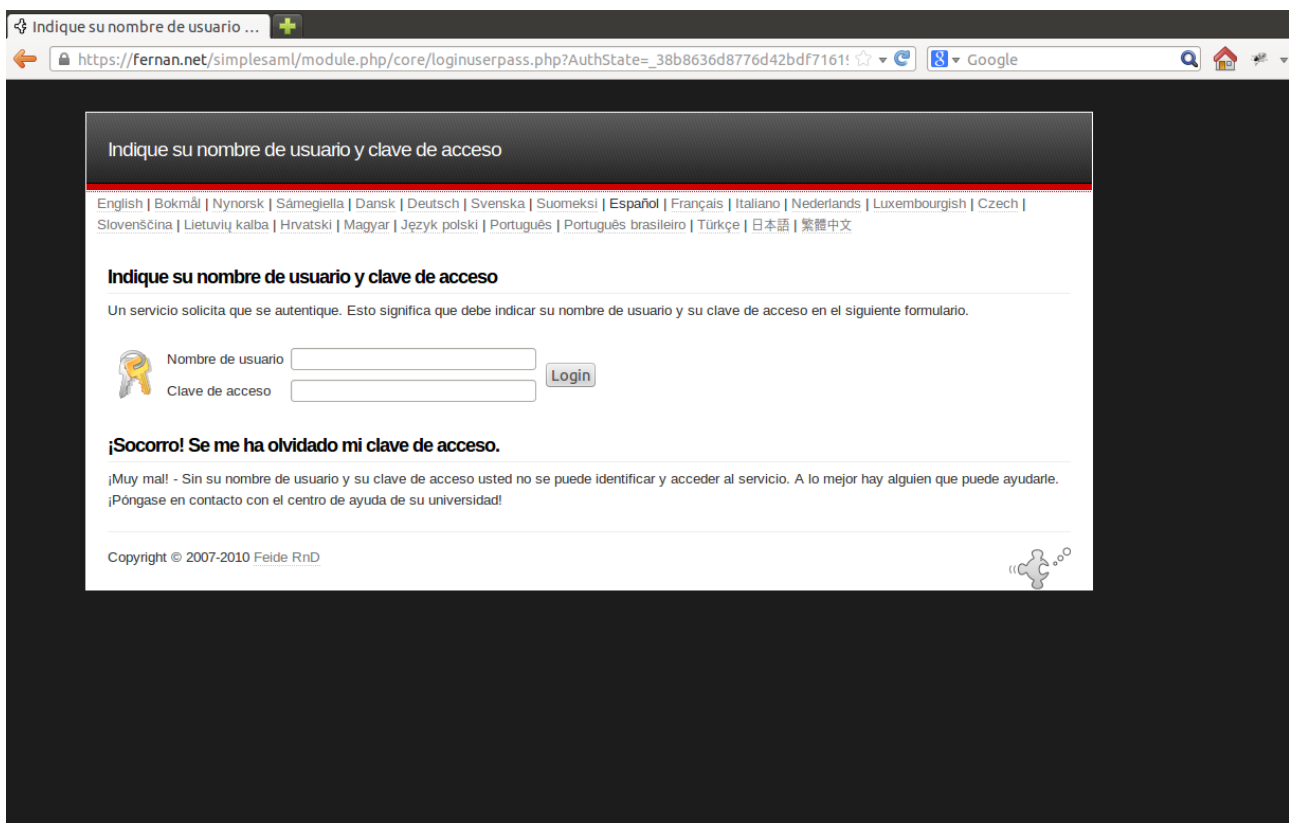 Indique su nombre de usuario ...
https://fernan.net/simplesaml/module.php/core/loginuserpass.php?AuthState=_38b8636d8776d42bdf7161
Google
Indique su nombre de usuario y clave de acceso
English | Bokmål | Nynorsk | Sámegiella | Dansk | Deutsch | Svenska | Suomeksi | Español | Français | Italiano | Nederlands | Luxembourgish | Czech |
Slovenščina | Lietuvių kalba | Hrvatski | Magyar | Język polski | Português | Português brasileiro | Türkçe | 日本語 | 繁體中文
Indique su nombre de usuario y clave de acceso
Un servicio solicita que se autentique. Esto significa que debe indicar su nombre de usuario y su clave de acceso en el siguiente formulario.
Nombre de usuario
Clave de acceso
Login
¡Socorro! Se me ha olvidado mi clave de acceso.
¡Muy mal! - Sin su nombre de usuario y su clave de acceso usted no se puede identificar y acceder al servicio. A lo mejor hay alguien que puede ayudarle.
¡Póngase en contacto con el centro de ayuda de su universidad!
Copyright © 2007-2010 Feide RnD